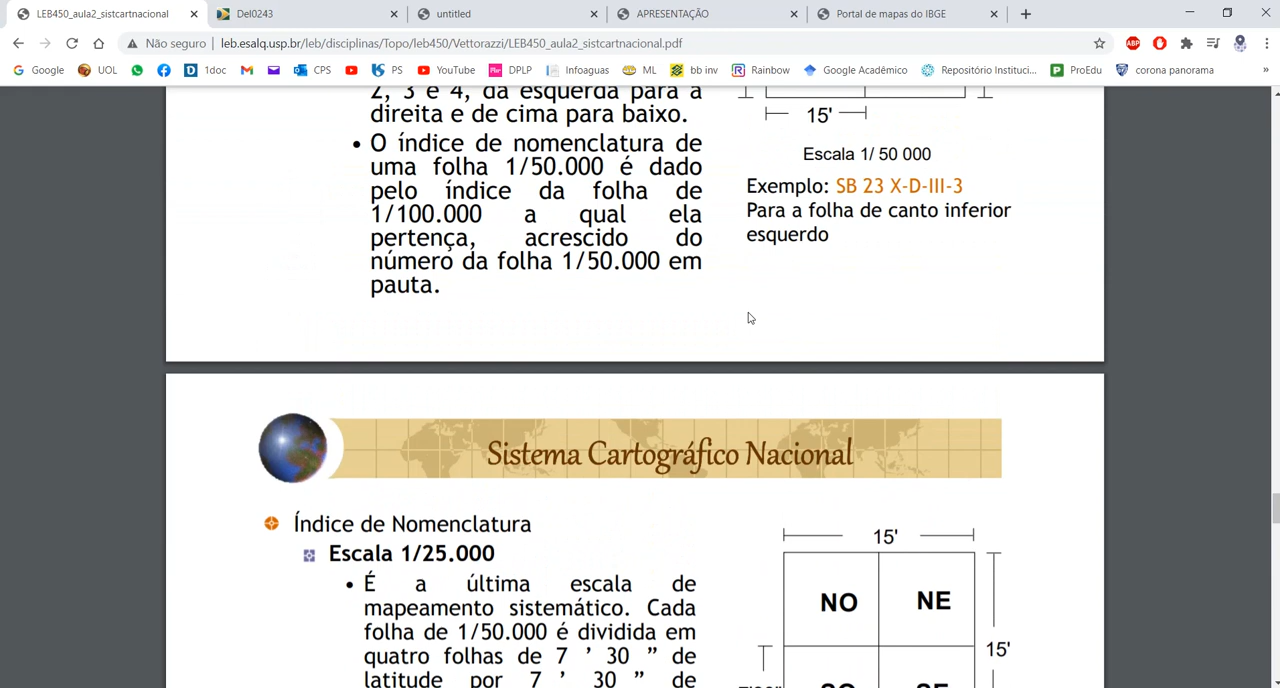 LEB450_aula2_sistcartnacional
Del0243
untitled
APRESENTAÇÃO
Portal de mapas do IBGE
Não seguro | leb.esalq.usp.br/leb/disciplinas/Topo/leb450/Vettorazzi/LEB450_aula2_sistcartnacional.pdf
Google
UOL
1doc
CPS
PS
YouTube
DPLP
Infoaguas
ML
bb inv
Rainbow
Google Acadêmico
Repositório Instituci...
ProEdu
corona panorama
»
2, 3 e 4, da esquerda para a
direita e de cima para baixo.
• O índice de nomenclatura de
uma folha 1/50.000 é dado
pelo índice da folha de
1/100.000 a qual ela
pertença, acrescido do
número da folha 1/50.000 em
pauta.
15'
Escala 1/ 50 000
Exemplo: SB 23 X-D-III-3
Para a folha de canto inferior
esquerdo
Sistema Cartográfico Nacional
Índice de Nomenclatura
Escala 1/25.000
• É a última escala de
mapeamento sistemático. Cada
folha de 1/50.000 é dividida em
quatro folhas de 7 ’ 30 ” de
latitude por 7 ’ 30 ” de
15'
NO NE
15'
SO SE